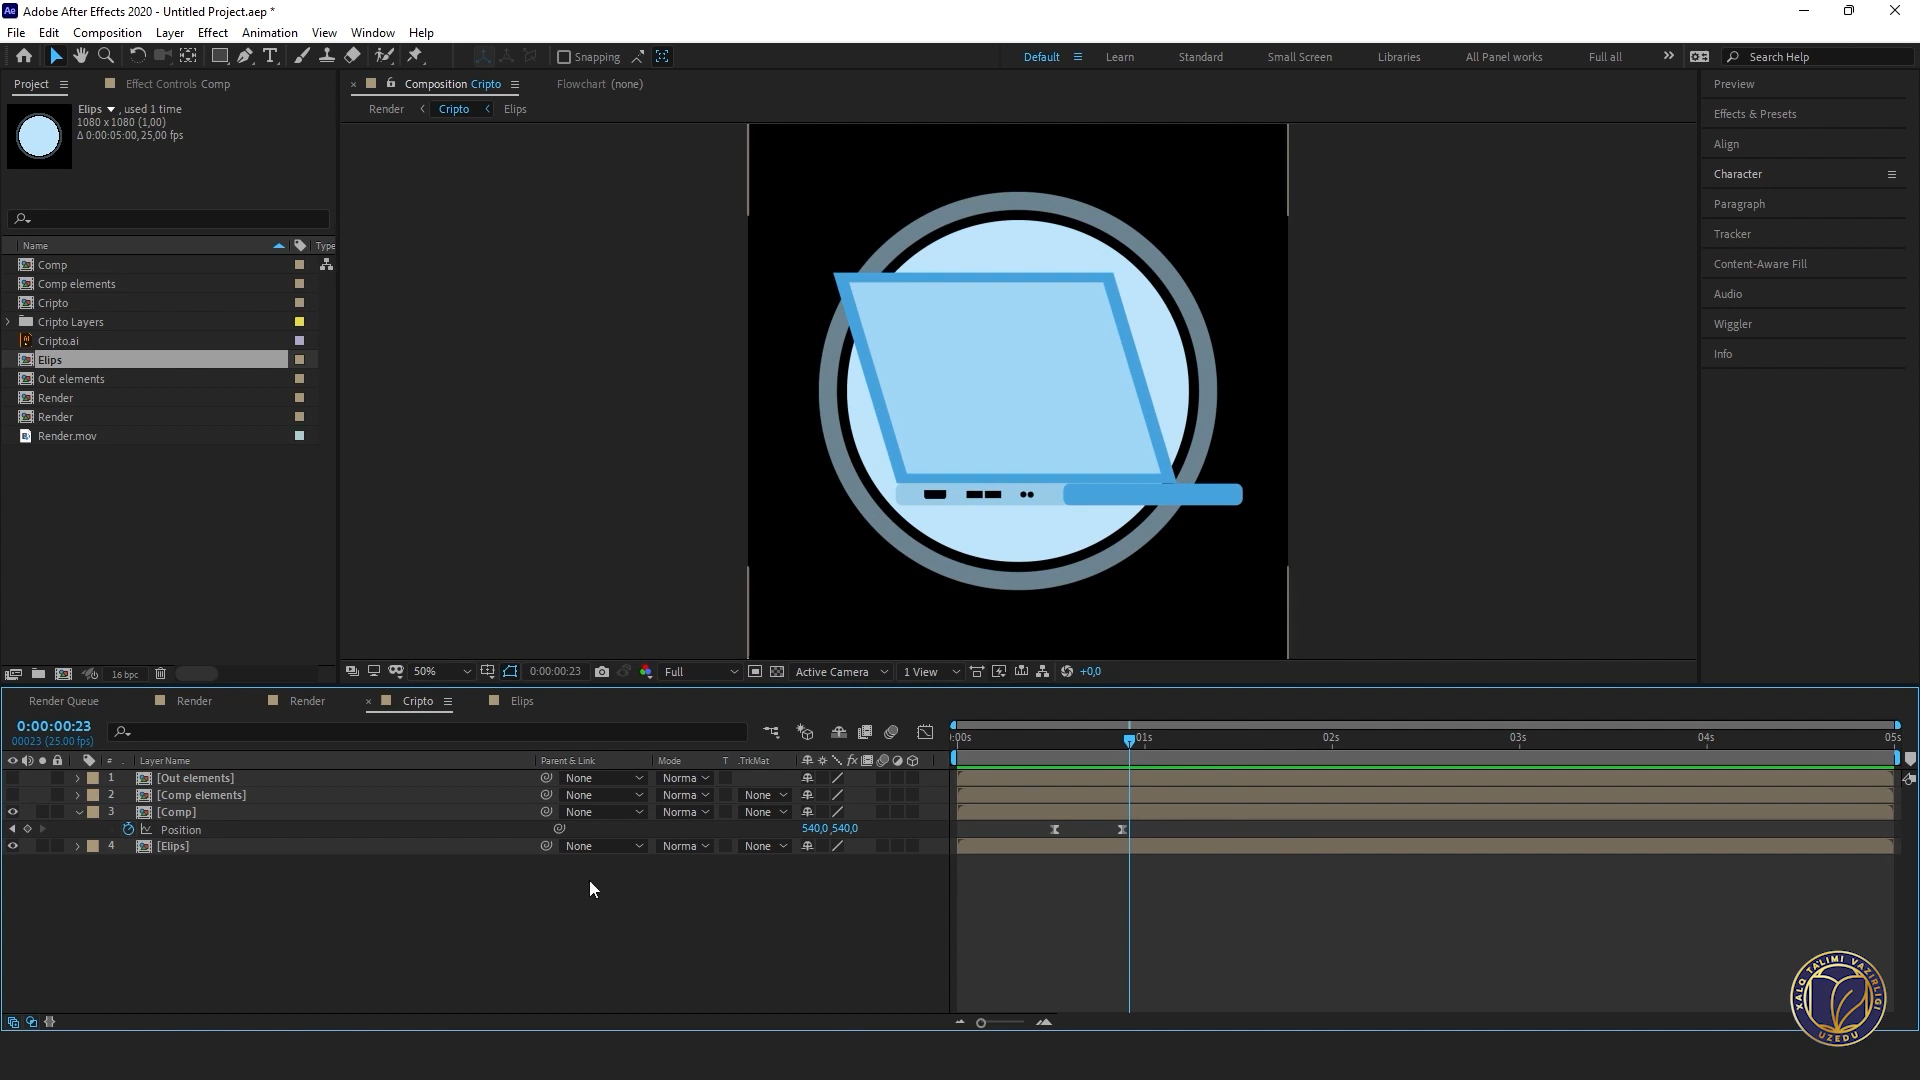 Adobe After Effects 2020 - Untitled Project.aep *
File Edit Composition Layer Effect Animation View Window Help
Snapping
Default Learn Standard Small Screen Libraries All Panel works Full all Search Help
Project Effect Controls Comp
Composition Cripto Flowchart (none)
Render Cripto Elips
Elips , used 1 time
1080 x 1080 (1,00)
Δ 0:00:05:00, 25,00 fps
Name Type
Comp
Comp elements
Cripto
Cripto Layers
Cripto.ai
Elips
Out elements
Render
Render
Render.mov
16 bpc
50% 0:00:00:23 Full Active Camera 1 View +0,0
Preview
Effects & Presets
Align
Character
Paragraph
Tracker
Content-Aware Fill
Audio
Wiggler
Info
Render Queue Render Render Cripto Elips
0:00:00:23
00023 (25.00 fps)
:00s 01s 02s 03s 04s 05s
# Layer Name Parent & Link Mode T .TrkMat
1 [Out elements] None Norma
2 [Comp elements] None Norma None
3 [Comp] None Norma None
Position 540,0 ,540,0
4 [Elips] None Norma None
XALQ TA'LIMI VAZIRLIGI
UZEDU